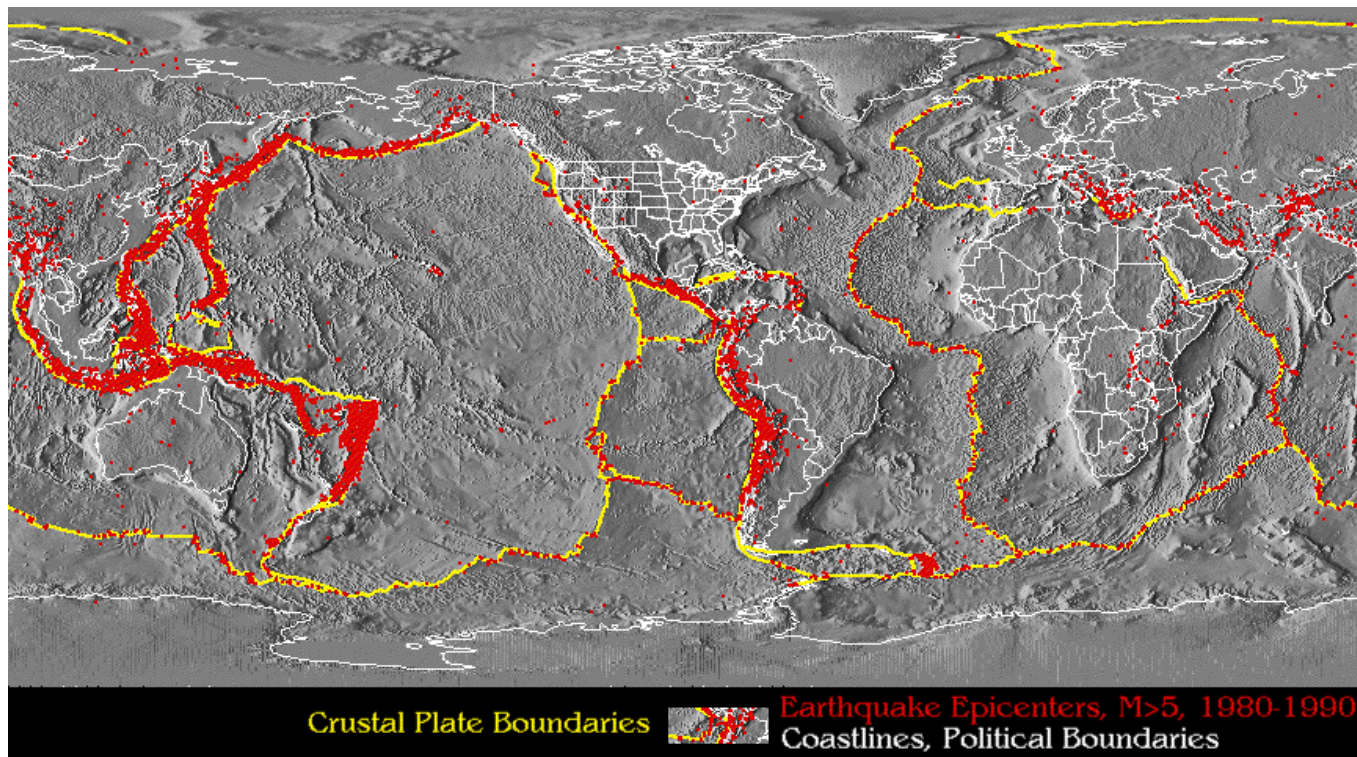 Crustal Plate Boundaries
Earthquake Epicenters, M>5, 1980-1990
Coastlines, Political Boundaries